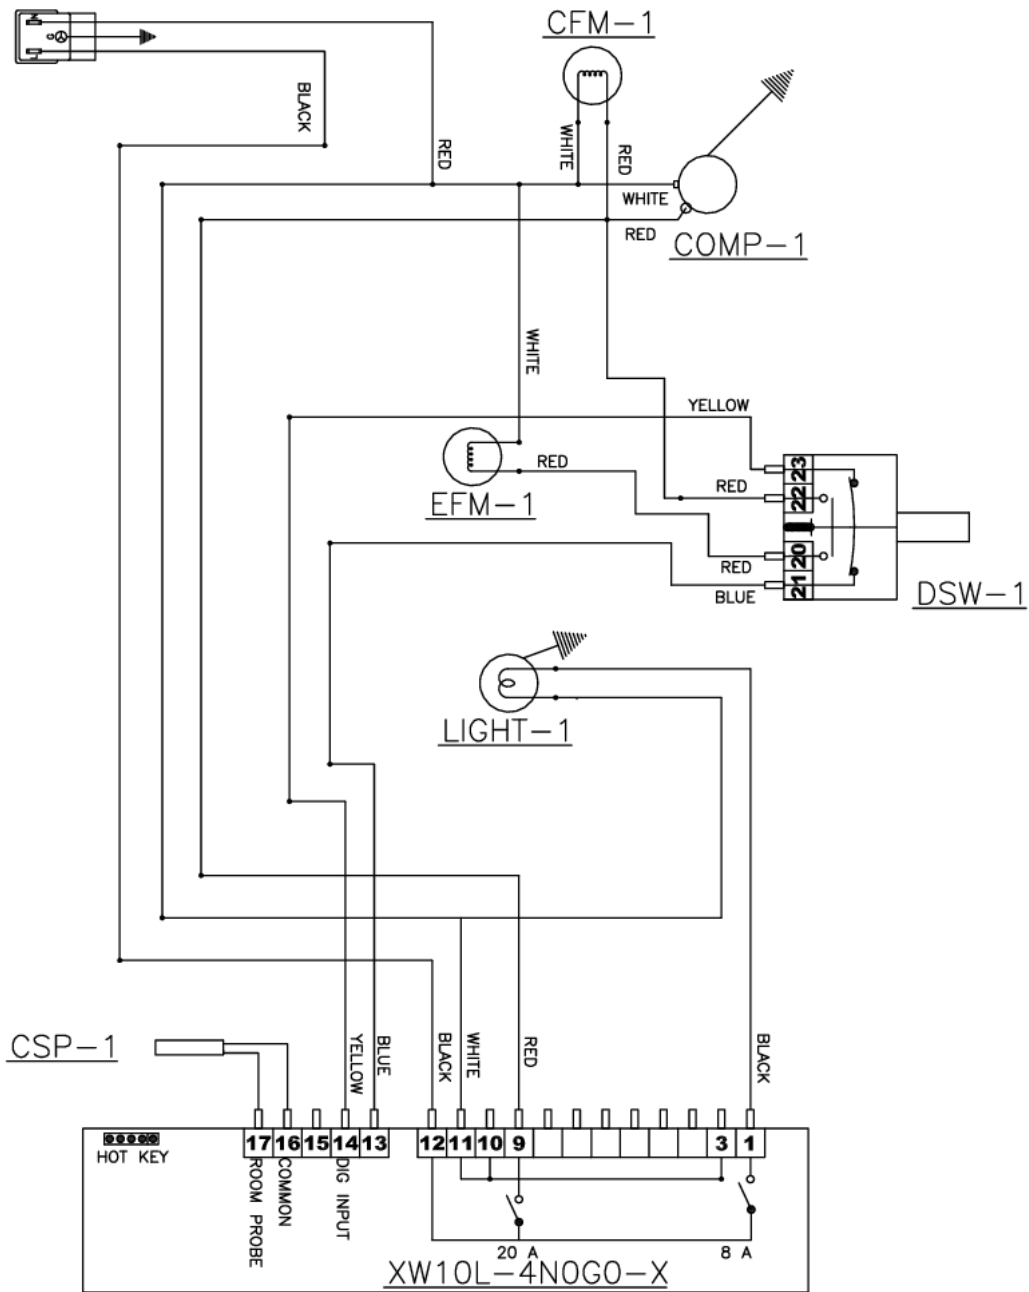 N
G
L
CFM-1
BLACK
RED
WHITE
RED
WHITE
RED
COMP-1
WHITE
YELLOW
RED
EFM-1
RED
RED
BLUE
23
22
20
21
DSW-1
LIGHT-1
CSP-1
YELLOW
BLUE
BLACK
WHITE
RED
BLACK
HOT KEY
17 16 15 14 13 12 11 10 9 3 1
ROOM PROBE
COMMON
DIG INPUT
20 A
8 A
XW10L-4N0G0-X